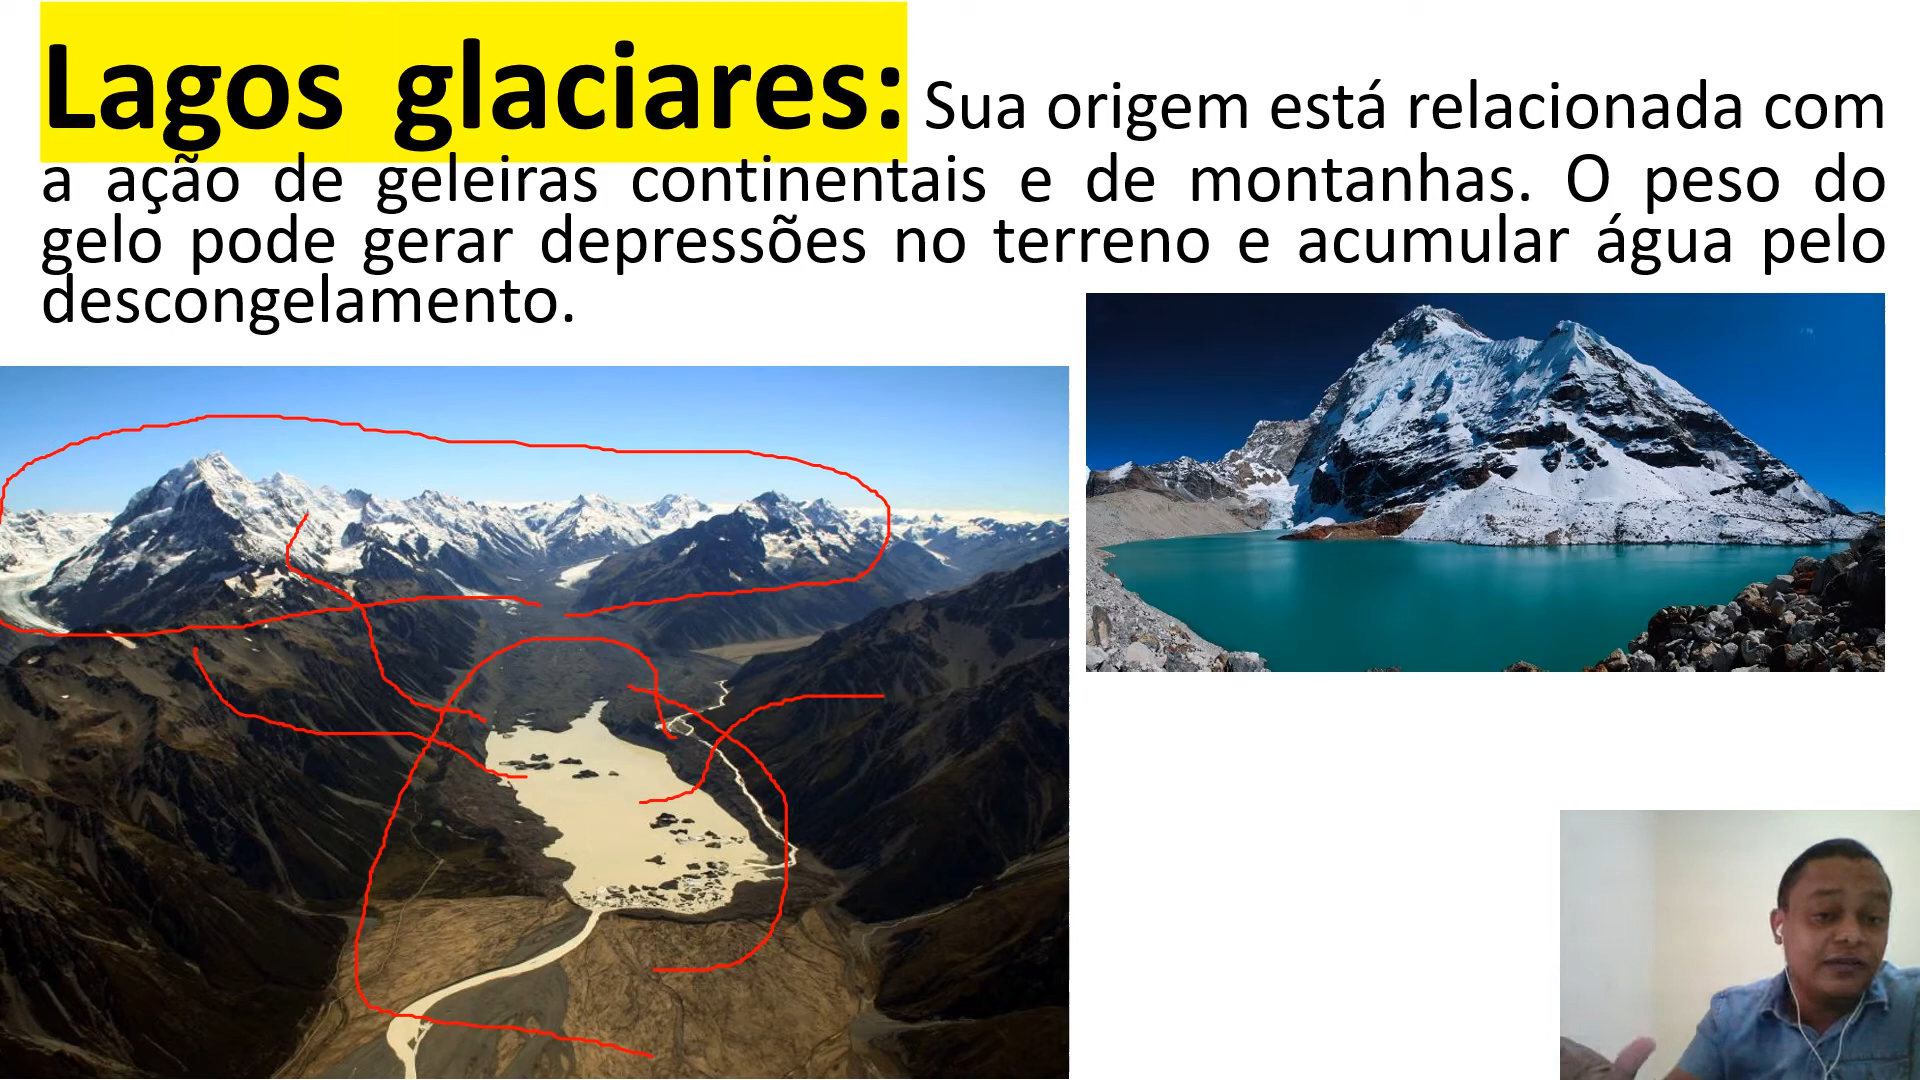 Lagos glaciares: Sua origem está relacionada com
a ação de geleiras continentais e de montanhas. O peso do
gelo pode gerar depressões no terreno e acumular água pelo
descongelamento.